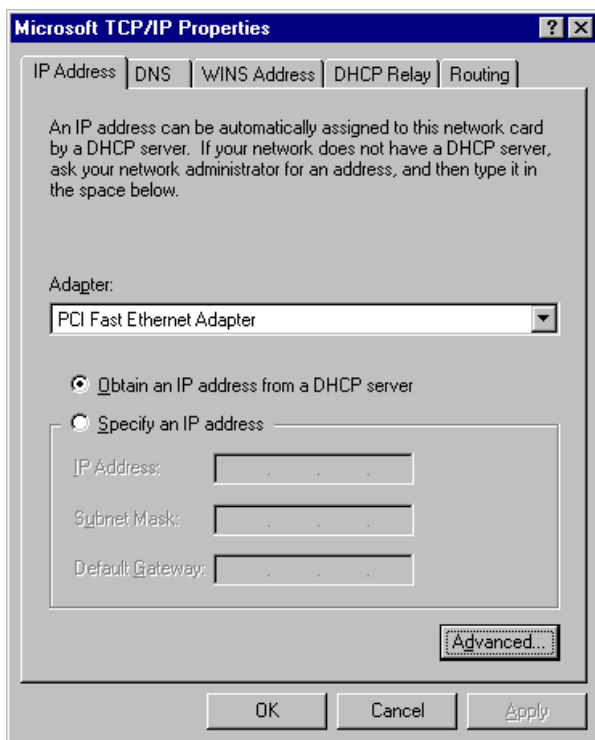 Microsoft TCP/IP Properties
IP Address DNS WINS Address DHCP Relay Routing
An IP address can be automatically assigned to this network card
by a DHCP server. If your network does not have a DHCP server,
ask your network administrator for an address, and then type it in
the space below.
Adapter:
PCI Fast Ethernet Adapter
Obtain an IP address from a DHCP server
Specify an IP address
IP Address:
Subnet Mask:
Default Gateway:
Advanced...
OK Cancel Apply